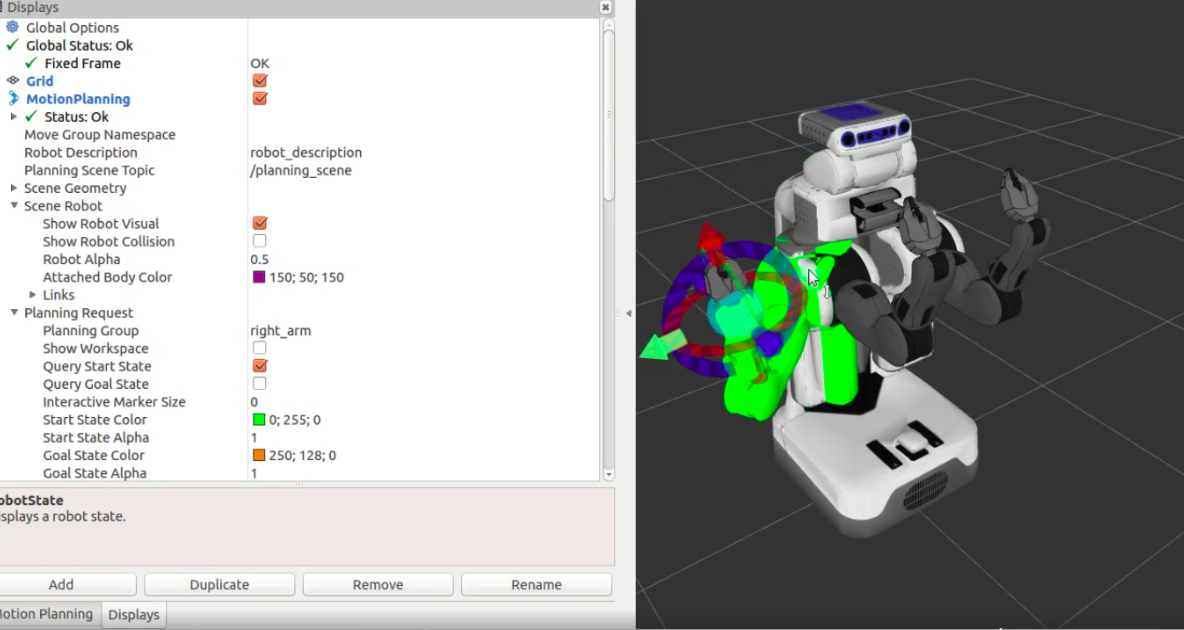 Displays
Global Options
Global Status: Ok
Fixed Frame OK
Grid
MotionPlanning
Status: Ok
Move Group Namespace
Robot Description robot_description
Planning Scene Topic /planning_scene
Scene Geometry
Scene Robot
Show Robot Visual
Show Robot Collision
Robot Alpha 0.5
Attached Body Color 150; 50; 150
Links
Planning Request
Planning Group right_arm
Show Workspace
Query Start State
Query Goal State
Interactive Marker Size 0
Start State Color 0; 255; 0
Start State Alpha 1
Goal State Color 250; 128; 0
Goal State Alpha 1
obotState
splays a robot state.
Add Duplicate Remove Rename
otion Planning Displays